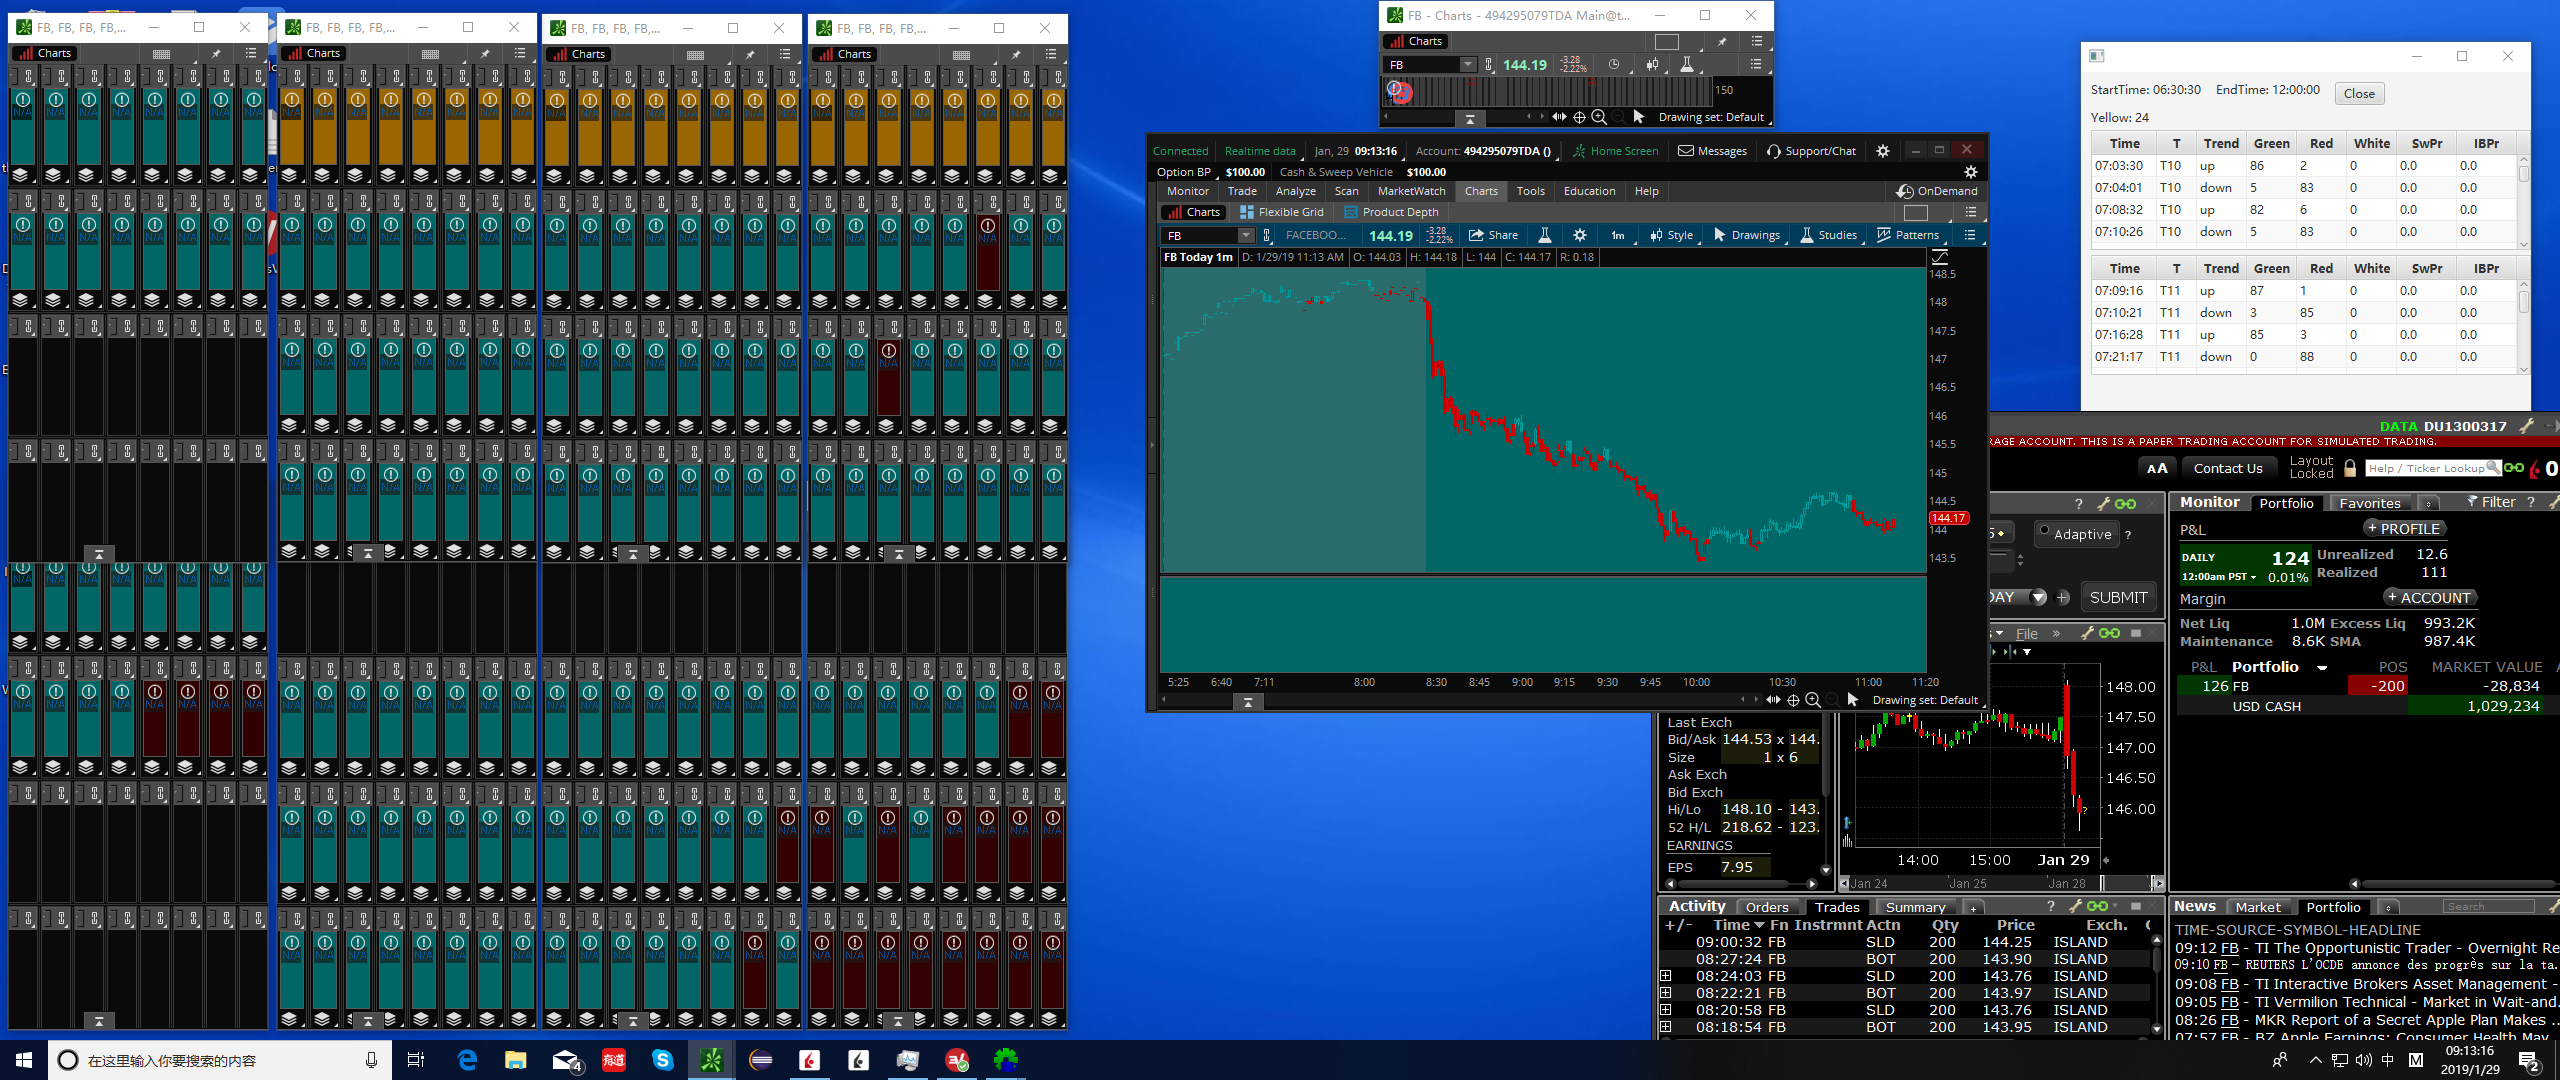 FB, FB, FB, FB,...
Charts
FB, FB, FB, FB,...
Charts
FB, FB, FB, FB,...
Charts
FB, FB, FB, FB,...
Charts
N/A
FB - Charts - 494295079TDA Main@t...
Charts
FB
144.19
-3.28
-2.22%
150
Drawing set: Default
Connected
Realtime data
Jan, 29 09:13:16
Account: 494295079TDA ()
Home Screen
Messages
Support/Chat
Option BP $100.00 Cash & Sweep Vehicle $100.00
Monitor Trade Analyze Scan MarketWatch Charts Tools Education Help
OnDemand
Charts Flexible Grid Product Depth
FB FACEBOO... 144.19
-3.28
-2.22%
Share 1m Style Drawings Studies Patterns
FB Today 1m D: 1/29/19 11:13 AM O: 144.03 H: 144.18 L: 144 C: 144.17 R: 0.18
148.5
148
147.5
147
146.5
146
145.5
145
144.5
144.17
144
143.5
5:25 6:40 7:11 8:00 8:30 8:45 9:00 9:15 9:30 9:45 10:00 10:30 11:00 11:20
Drawing set: Default
StartTime: 06:30:30 EndTime: 12:00:00 Close
Yellow: 24
Time T Trend Green Red White SwPr IBPr
07:03:30 T10 up 86 2 0 0.0 0.0
07:04:01 T10 down 5 83 0 0.0 0.0
07:08:32 T10 up 82 6 0 0.0 0.0
07:10:26 T10 down 5 83 0 0.0 0.0
Time T Trend Green Red White SwPr IBPr
07:09:16 T11 up 87 1 0 0.0 0.0
07:10:21 T11 down 3 85 0 0.0 0.0
07:16:28 T11 up 85 3 0 0.0 0.0
07:21:17 T11 down 0 88 0 0.0 0.0
DATA DU1300317
RAGE ACCOUNT. THIS IS A PAPER TRADING ACCOUNT FOR SIMULATED TRADING.
AA Contact Us
Layout
Locked
Help / Ticker Lookup
0
Adaptive ?
DAY
SUBMIT
File
Monitor Portfolio Favorites
Filter ?
P&L
+ PROFILE
DAILY 124
12:00am PST 0.01%
Unrealized 12.6
Realized 111
Margin
+ ACCOUNT
Net Liq 1.0M Excess Liq 993.2K
Maintenance 8.6K SMA 987.4K
P&L Portfolio POS MARKET VALUE
126 FB -200 -28,834
USD CASH 1,029,234
Last Exch
Bid/Ask 144.53 x 144.
Size 1 x 6
Ask Exch
Bid Exch
Hi/Lo 148.10 - 143.
52 H/L 218.62 - 123.
EARNINGS
EPS 7.95
148.00
147.50
147.00
146.50
146.00
14:00 15:00 Jan 29
Jan 24 Jan 25 Jan 28
Activity Orders Trades Summary +
+/- Time Fn Instrmnt Actn Qty Price Exch.
09:00:32 FB SLD 200 144.25 ISLAND
08:27:24 FB BOT 200 143.90 ISLAND
08:24:03 FB SLD 200 143.76 ISLAND
08:22:21 FB BOT 200 143.97 ISLAND
08:20:58 FB SLD 200 143.76 ISLAND
08:18:54 FB BOT 200 143.95 ISLAND
News Market Portfolio
Search
TIME-SOURCE-SYMBOL-HEADLINE
09:12 FB - TI The Opportunistic Trader - Overnight Re
09:10 FB - REUTERS L'OCDE annonce des progrès sur la ta.
09:08 FB - TI Interactive Brokers Asset Management -
09:05 FB - TI Vermilion Technical - Market in Wait-and.
08:26 FB - MKR Report of a Secret Apple Plan Makes ..
07:57 FB - BZ Apple Earnings: Consumer Health May
在这里输入你要搜索的内容
4
有道
中
M
09:13:16
2019/1/29
2